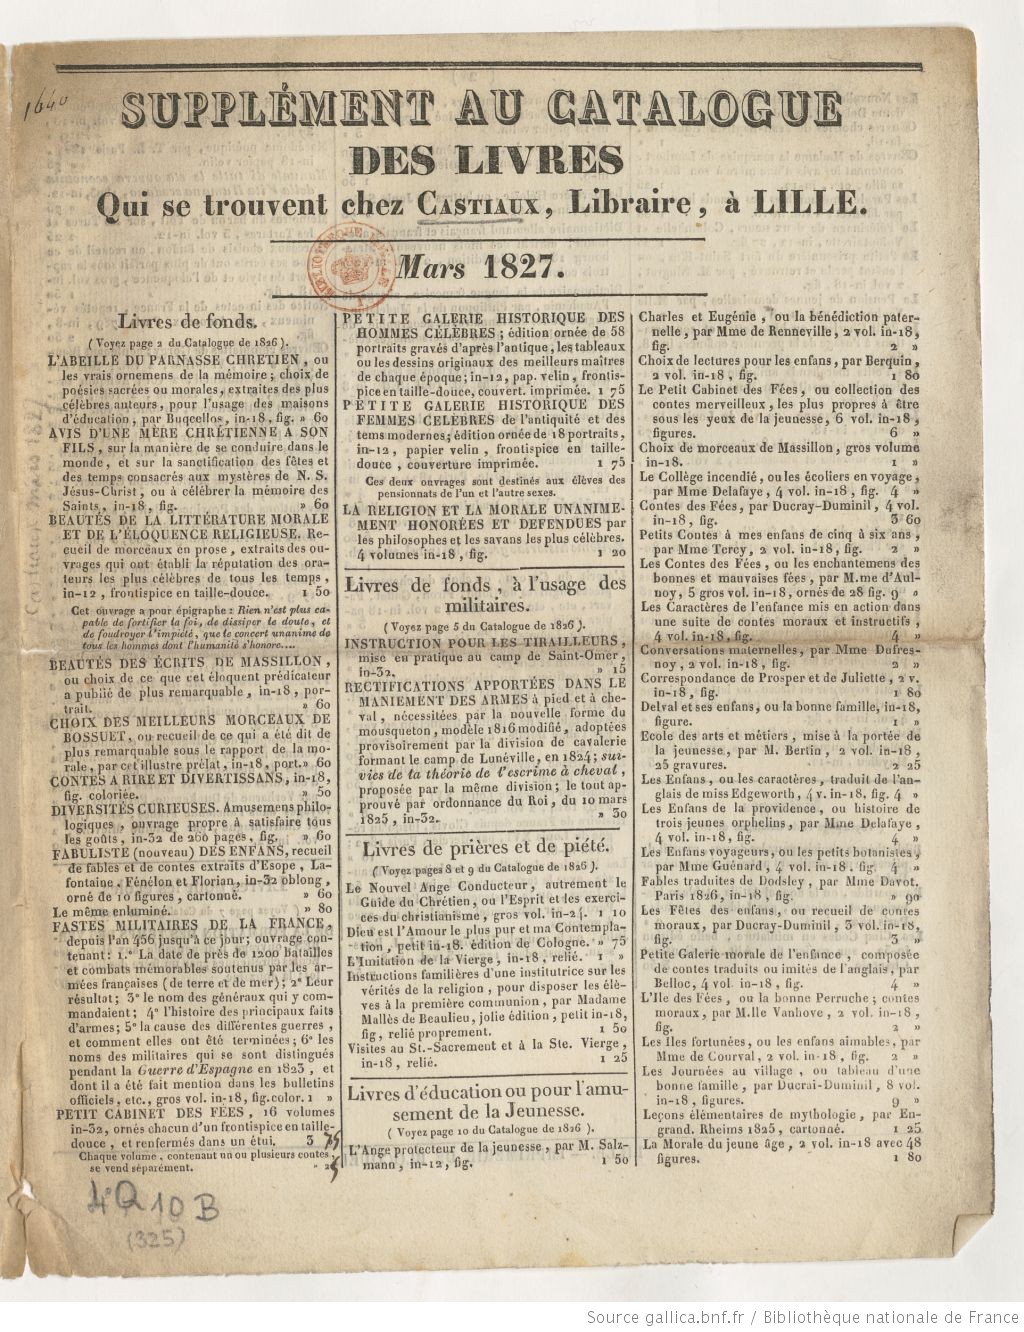 1640
SUPPLÉMENT AU CATALOGUE
DES LIVRES
Qui se trouvent chez CASTIAUX, Libraire, à LILLE.
Mars 1827.
Livres de fonds.
( Voyez page 2 du Catalogue de 1826 ).
L'ABEILLE DU PARNASSE CHRETIEN, ou
les vrais ornemens de la mémoire ; choix de
poésies sacrées ou morales, extraites des plus
célèbres auteurs, pour l'usage des maisons
d'éducation, par Buqcellos, in-18, fig. » 60
AVIS D'UNE MÈRE CHRÉTIENNE A SON
FILS, sur la manière de se conduire dans le
monde, et sur la sanctification des fêtes et
des temps consacrés aux mystères de N. S.
Jésus-Christ, ou à célébrer la mémoire des
Saints, in-18, fig. » 60
BEAUTÉS DE LA LITTÉRATURE MORALE
ET DE L'ÉLOQUENCE RELIGIEUSE. Re-
cueil de morceaux en prose, extraits des ou-
vrages qui ont établi la réputation des ora-
teurs les plus célèbres de tous les temps,
in-12, frontispice en taille-douce. 1 50
Cet ouvrage a pour épigraphe : Rien n'est plus ca-
pable de fortifier la foi, de dissiper le doute, et
de foudroyer l'impiété, que le concert unanime de
tous les hommes dont l'humanité s'honore....
BEAUTÉS DES ÉCRITS DE MASSILLON,
ou choix de ce que cet éloquent prédicateur
a publié de plus remarquable, in-18, por-
trait. » 60
CHOIX DES MEILLEURS MORCEAUX DE
BOSSUET, ou recueil de ce qui a été dit de
plus remarquable sous le rapport de la mo-
rale, par cet illustre prélat, in-18, port.» 60
CONTES A RIRE ET DIVERTISSANS, in-18,
fig. coloriée. » 50
DIVERSITÉS CURIEUSES. Amusemens philo-
logiques, ouvrage propre à satisfaire tous
les goûts, in-32 de 260 pages, fig. » 60
FABULISTE (nouveau) DES ENFANS, recueil
de fables et de contes extraits d'Esope, La-
fontaine, Fénélon et Florian, in-32 oblong,
orné de 10 figures, cartonné. » 60
Le même enluminé. » 80
FASTES MILITAIRES DE LA FRANCE,
depuis l'an 456 jusqu'à ce jour; ouvrage con-
tenant: 1.° La date de près de 1200 batailles
et combats mémorables soutenus par les ar-
mées françaises (de terre et de mer); 2° Leur
résultat; 3° le nom des généraux qui y com-
mandaient; 4° l'histoire des principaux faits
d'armes; 5° la cause des différentes guerres,
et comment elles ont été terminées; 6° les
noms des militaires qui se sont distingués
pendant la Guerre d'Espagne en 1823, et
dont il a été fait mention dans les bulletins
officiels, etc., gros vol. in-18, fig.color. 1 »
PETIT CABINET DES FÉES, 16 volumes
in-32, ornés chacun d'un frontispice en taille-
douce, et renfermés dans un étui. 3 75
Chaque volume, contenant un ou plusieurs contes,
se vend séparément. » 25
PETITE GALERIE HISTORIQUE DES
HOMMES CÉLÈBRES ; édition ornée de 58
portraits gravés d'après l'antique, les tableaux
ou les dessins originaux des meilleurs maîtres
de chaque époque; in-12, pap. velin, frontis-
pice en taille-douce, couvert. imprimée. 1 75
PETITE GALERIE HISTORIQUE DES
FEMMES CELEBRES de l'antiquité et des
tems modernes; édition ornée de 18 portraits,
in-12, papier velin, frontispice en taille-
douce, couverture imprimée. 1 75
Ces deux ouvrages sont destinés aux élèves des
pensionnats de l'un et l'autre sexes.
LA RELIGION ET LA MORALE UNANIME-
MENT HONORÉES ET DEFENDUES par
les philosophes et les savans les plus célèbres.
4 volumes in-18, fig. 1 20
Livres de fonds, à l'usage des
militaires.
( Voyez page 5 du Catalogue de 1826 ).
INSTRUCTION POUR LES TIRAILLEURS,
mise en pratique au camp de Saint-Omer,
in-32. » 15
RECTIFICATIONS APPORTÉES DANS LE
MANIEMENT DES ARMES à pied et à che-
val, nécessitées par la nouvelle forme du
mousqueton, modèle 1816 modifié, adoptées
provisoirement par la division de cavalerie
formant le camp de Lunéville, en 1824; sui-
vies de la théorie de l'escrime à cheval,
proposée par la même division; le tout ap-
prouvé par ordonnance du Roi, du 10 mars
1825, in-32. » 30
Livres de prières et de piété.
( Voyez pages 8 et 9 du Catalogue de 1826 ).
Le Nouvel Ange Conducteur, autrement le
Guide du Chrétien, ou l'Esprit et les exerci-
ces du christianisme, gros vol. in-24. 1 10
Dieu est l'Amour le plus pur et ma Contempla-
tion, petit in-18. édition de Cologne. » 75
L'Imitation de la Vierge, in-18, relié. 1 »
Instructions familières d'une institutrice sur les
vérités de la religion, pour disposer les élè-
ves à la première communion, par Madame
Mallès de Beaulieu, jolie édition, petit in-18,
fig, relié proprement. 1 50
Visites au St.-Sacrement et à la Ste. Vierge,
in-18, relié. 1 25
Livres d'éducation ou pour l'amu-
sement de la Jeunesse.
( Voyez page 10 du Catalogue de 1826 ).
L'Ange protecteur de la jeunesse, par M. Salz-
mann, in-12, fig. 1 50
Charles et Eugénie, ou la bénédiction pater-
nelle, par Mme de Renneville, 2 vol. in-18,
fig. 2 »
Choix de lectures pour les enfans, par Berquin,
2 vol. in-18, fig. 1 80
Le Petit Cabinet des Fées, ou collection des
contes merveilleux, les plus propres à être
sous les yeux de la jeunesse, 6 vol. in-18,
figures. 6 »
Choix de morceaux de Massillon, gros volume
in-18. 1 »
Le Collége incendié, ou les écoliers en voyage,
par Mme Delafaye, 4 vol. in-18, fig. 4 »
Contes des Fées, par Ducray-Duminil, 4 vol.
in-18, fig. 3 60
Petits Contes à mes enfans de cinq à six ans,
par Mme Tercy, 2 vol. in-18, fig. 2 »
Les Contes des Fées, ou les enchantemens des
bonnes et mauvaises fées, par M.me d'Aul-
noy, 5 gros vol. in-18, ornés de 28 fig. 9 »
Les Caractères de l'enfance mis en action dans
une suite de contes moraux et instructifs,
4 vol. in-18, fig. 4 »
Conversations maternelles, par Mme Dufres-
noy, 2 vol. in-18, fig. 2 »
Correspondance de Prosper et de Juliette, 2 v.
in-18, fig. 1 80
Delval et ses enfans, ou la bonne famille, in-18,
figure. 1 »
Ecole des arts et métiers, mise à la portée de
la jeunesse, par M. Bertin, 2 vol. in-18,
25 gravures. 2 25
Les Enfans, ou les caractères, traduit de l'an-
glais de miss Edgeworth, 4 v. in-18, fig. 4 »
Les Enfans de la providence, ou histoire de
trois jeunes orphelins, par Mme Delafaye,
4 vol. in-18, fig. 4 »
Les Enfans voyageurs, ou les petits botanistes,
par Mme Guénard, 4 vol. in-18, fig. 4 »
Fables traduites de Dodsley, par Mme Davot.
Paris 1826, in-18, fig. » 90
Les Fêtes des enfans, ou recueil de contes
moraux, par Ducray-Duminil, 3 vol. in-18,
fig. 3 »
Petite Galerie morale de l'enfance, composée
de contes traduits ou imités de l'anglais, par
Belloc, 4 vol. in-18, fig. 4 »
L'Ile des Fées, ou la bonne Perruche; contes
moraux, par M.lle Vanhove, 2 vol. in-18,
fig. 2 »
Les Iles fortunées, ou les enfans aimables, par
Mme de Courval, 2 vol. in-18, fig. 2 »
Les Journées au village, ou tableau d'une
bonne famille, par Ducrai-Duminil, 8 vol.
in-18, figures. 9 »
Leçons élémentaires de mythologie, par En-
grand. Rheims 1825, cartonné. 1 25
La Morale du jeune âge, 2 vol. in-18 avec 48
figures. 1 80
4° Q 10 B
(325)
Source gallica.bnf.fr / Bibliothèque nationale de France